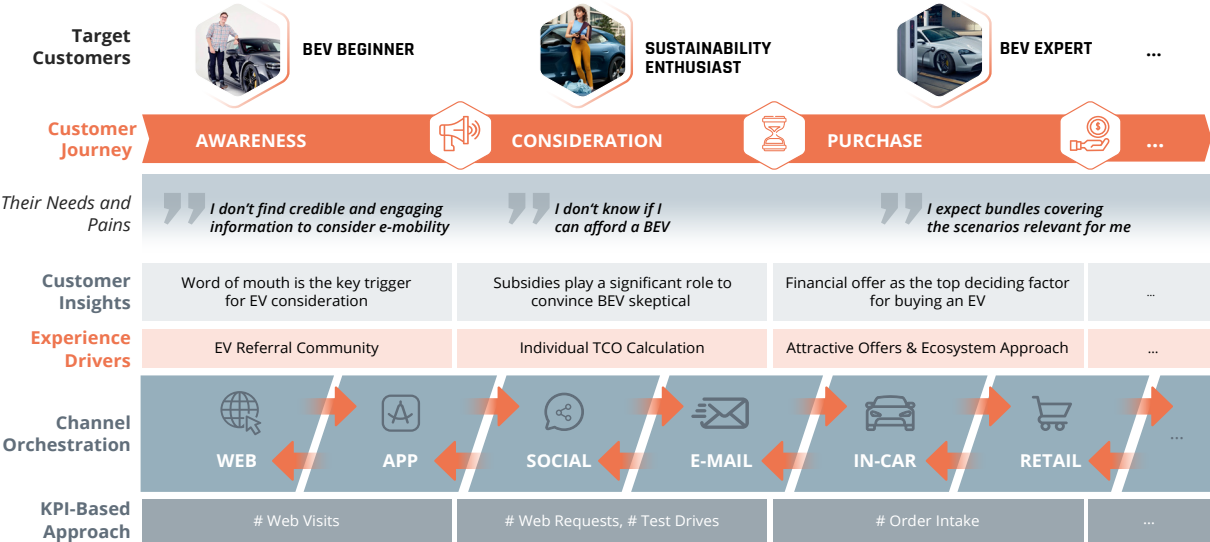 Target
Customers
BEV BEGINNER
SUSTAINABILITY
ENTHUSIAST
BEV EXPERT
...
Customer
Journey
AWARENESS
CONSIDERATION
PURCHASE
...
Their Needs and
Pains
I don't find credible and engaging
information to consider e-mobility
I don't know if I
can afford a BEV
I expect bundles covering
the scenarios relevant for me
Customer
Insights
Word of mouth is the key trigger
for EV consideration
Subsidies play a significant role to
convince BEV skeptical
Financial offer as the top deciding factor
for buying an EV
...
Experience
Drivers
EV Referral Community
Individual TCO Calculation
Attractive Offers & Ecosystem Approach
...
Channel
Orchestration
WEB
APP
SOCIAL
E-MAIL
IN-CAR
RETAIL
...
KPI-Based
Approach
# Web Visits
# Web Requests, # Test Drives
# Order Intake
...